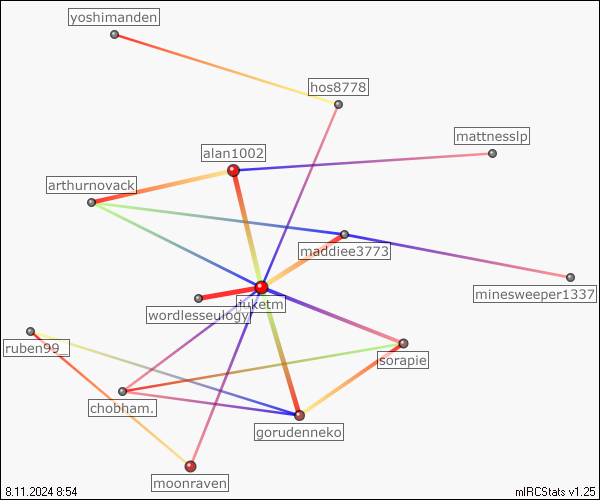 yoshimanden
hos8778
mattnesslp
alan1002
arthurnovack
maddiee3773
minesweeper1337
juketm
wordlesseulogy
ruben99_
sorapie
chobham.
gorudenneko
moonraven
8.11.2024 8:54
mIRCStats v1.25